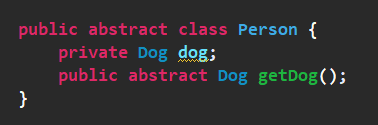 public abstract class Person {
    private Dog dog;
    public abstract Dog getDog();
}